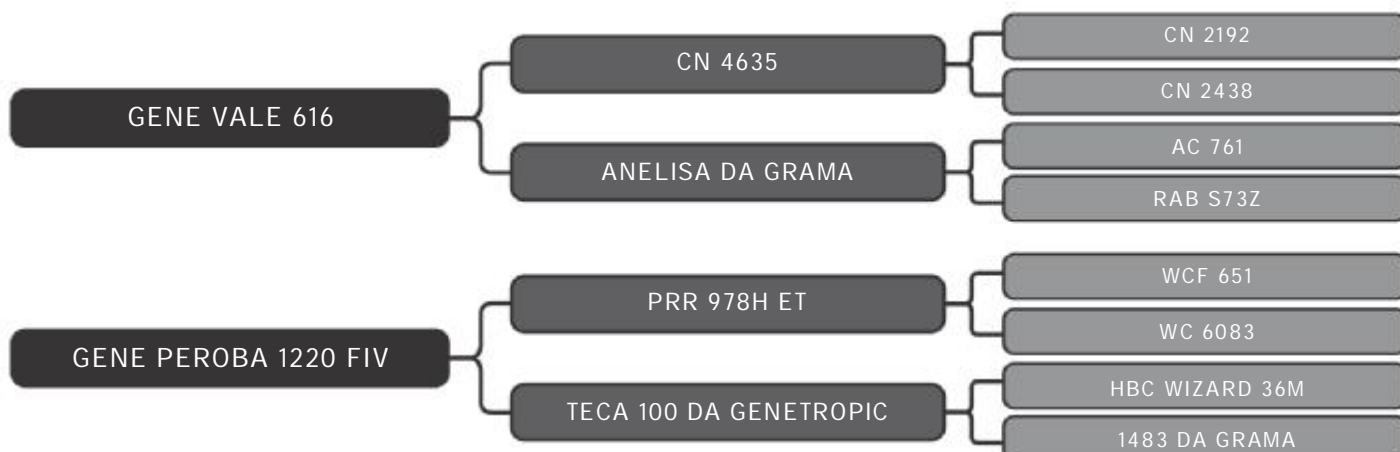 CN 2192
CN 4635
CN 2438
GENE VALE 616
AC 761
ANELISA DA GRAMA
RAB S73Z
WCF 651
PRR 978H ET
WC 6083
GENE PEROBA 1220 FIV
HBC WIZARD 36M
TECA 100 DA GENETROPIC
1483 DA GRAMA